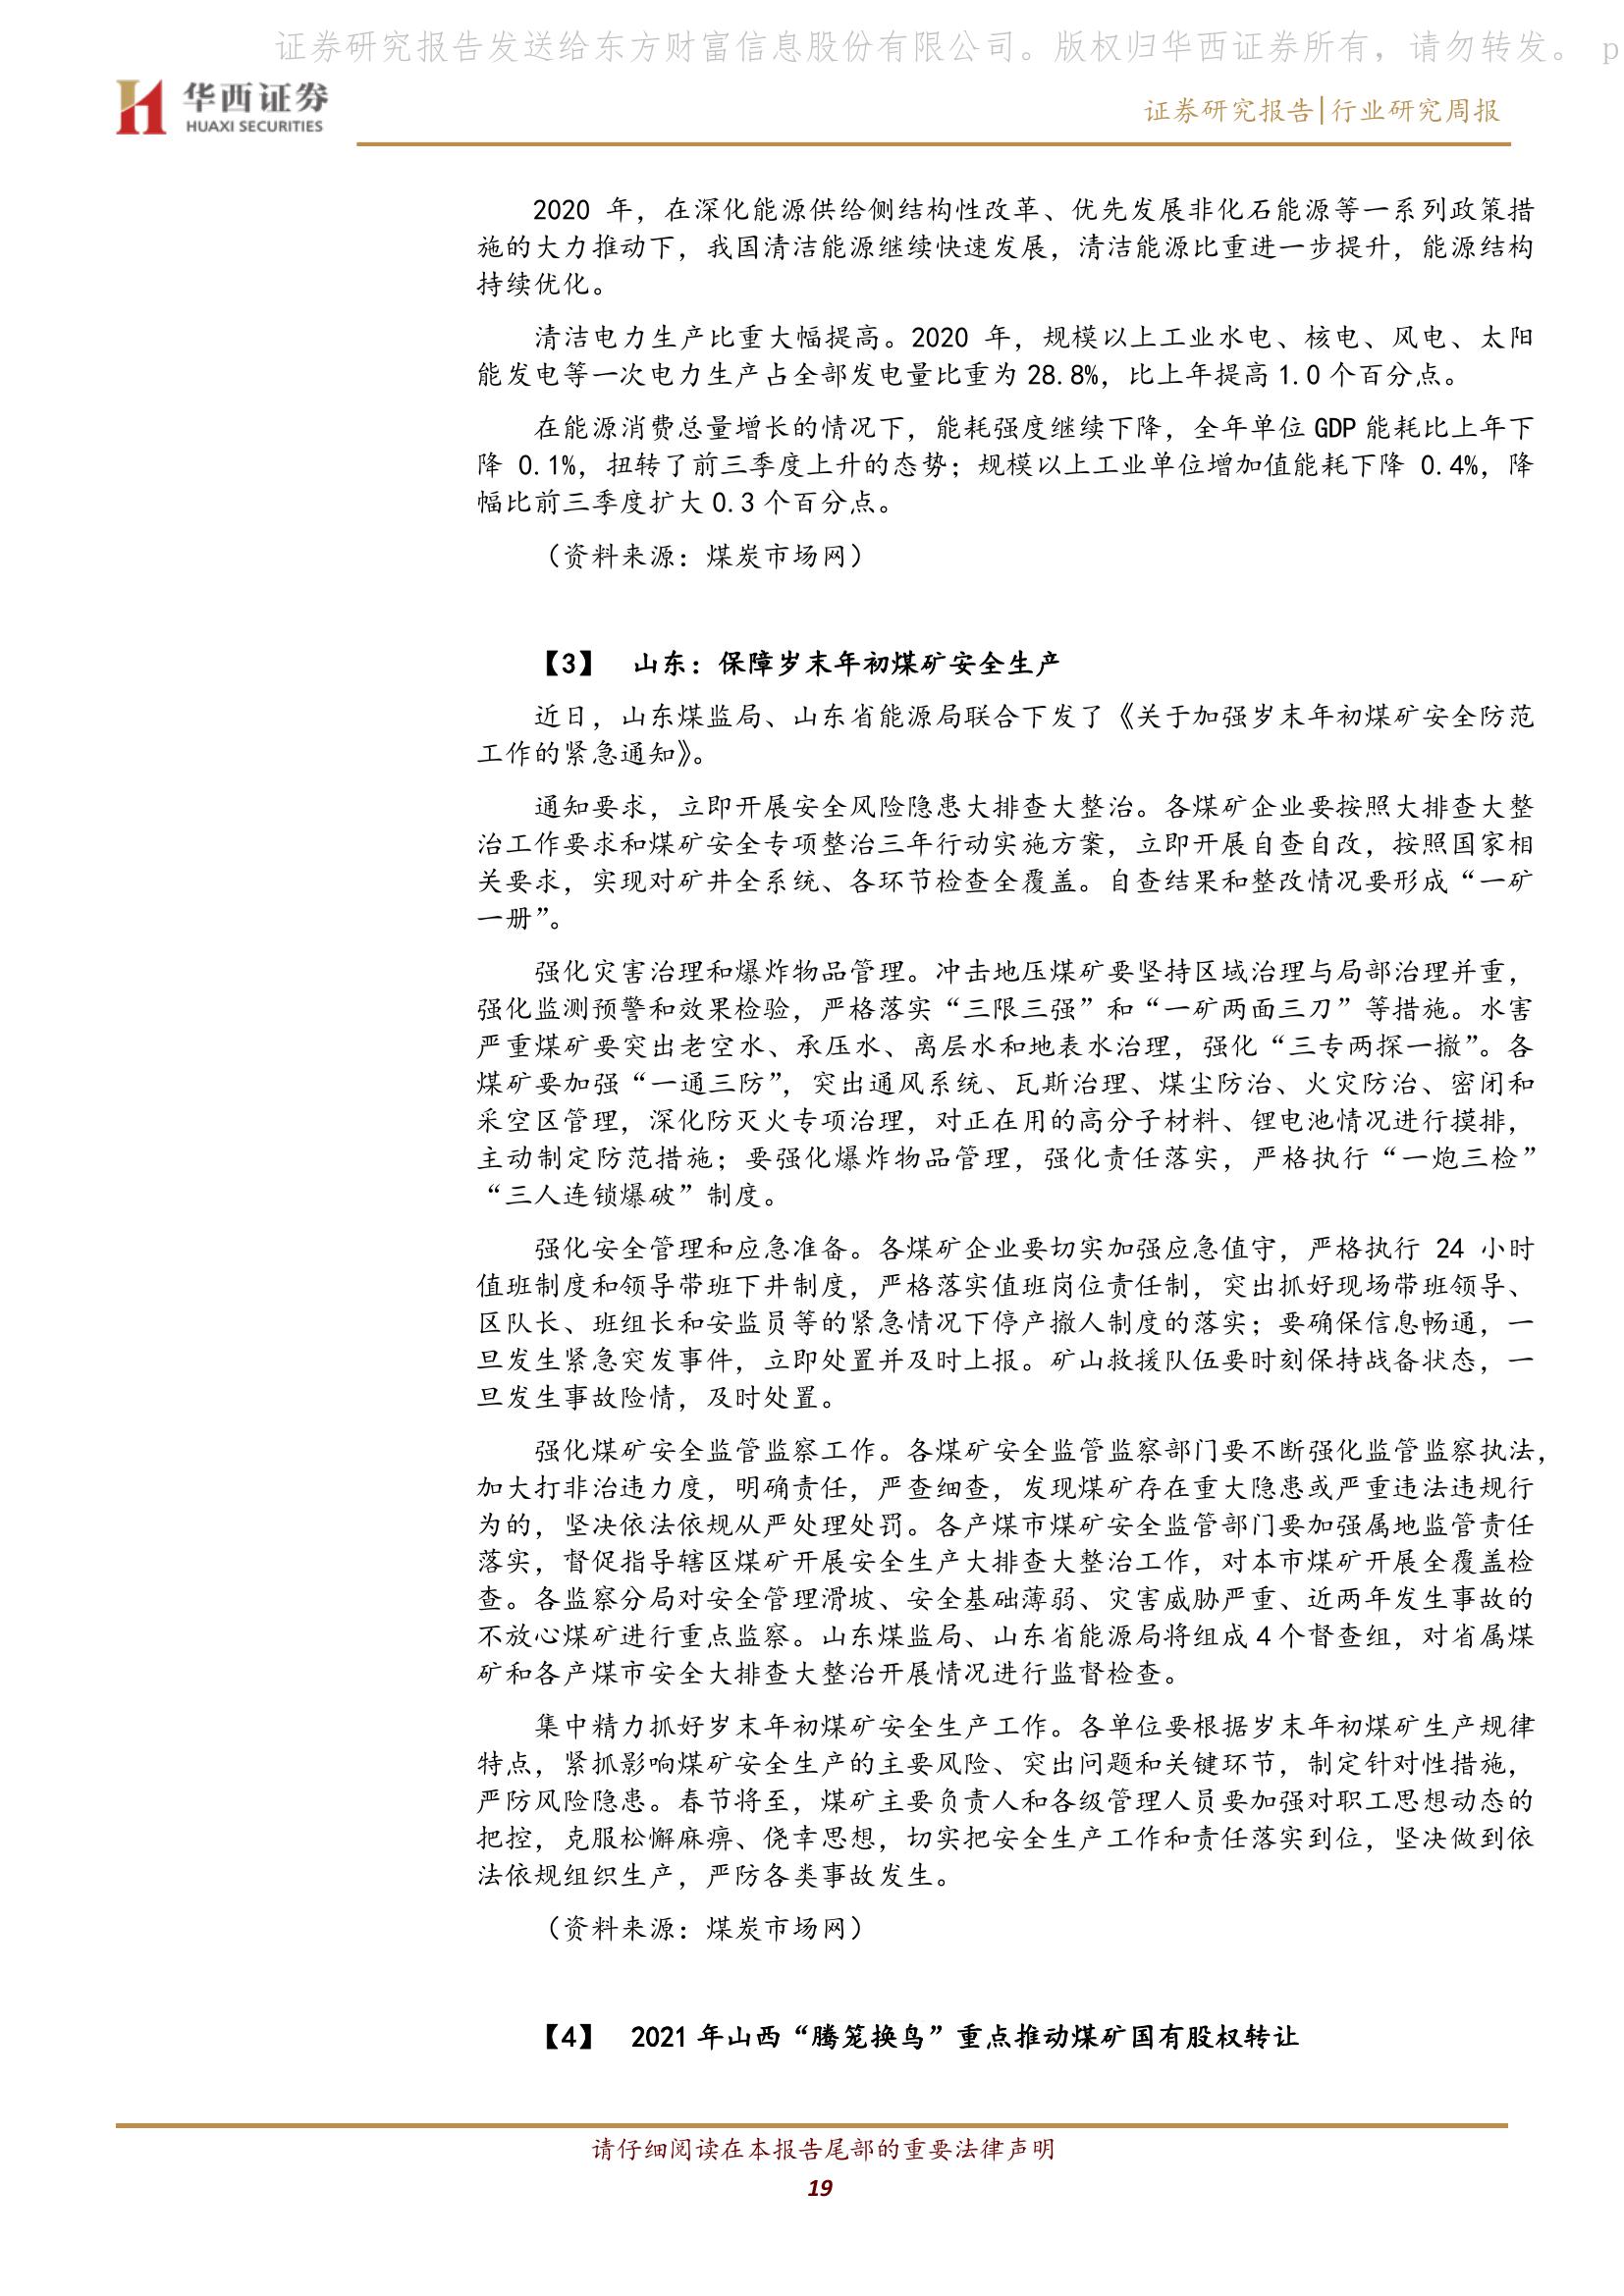 证券研究报告发送给东方财富信息股份有限公司。版权归华西证券所有，请勿转发。 p
华西证券
HUAXI SECURITIES
证券研究报告|行业研究周报
2020 年，在深化能源供给侧结构性改革、优先发展非化石能源等一系列政策措
施的大力推动下，我国清洁能源继续快速发展，清洁能源比重进一步提升，能源结构
持续优化。
清洁电力生产比重大幅提高。2020 年，规模以上工业水电、核电、风电、太阳
能发电等一次电力生产占全部发电量比重为 28.8%，比上年提高 1.0 个百分点。
在能源消费总量增长的情况下，能耗强度继续下降，全年单位 GDP 能耗比上年下
降 0.1%，扭转了前三季度上升的态势；规模以上工业单位增加值能耗下降 0.4%，降
幅比前三季度扩大 0.3 个百分点。
（资料来源：煤炭市场网）
【3】 山东：保障岁末年初煤矿安全生产
近日，山东煤监局、山东省能源局联合下发了《关于加强岁末年初煤矿安全防范
工作的紧急通知》。
通知要求，立即开展安全风险隐患大排查大整治。各煤矿企业要按照大排查大整
治工作要求和煤矿安全专项整治三年行动实施方案，立即开展自查自改，按照国家相
关要求，实现对矿井全系统、各环节检查全覆盖。自查结果和整改情况要形成“一矿
一册”。
强化灾害治理和爆炸物品管理。冲击地压煤矿要坚持区域治理与局部治理并重，
强化监测预警和效果检验，严格落实“三限三强”和“一矿两面三刀”等措施。水害
严重煤矿要突出老空水、承压水、离层水和地表水治理，强化“三专两探一撤”。各
煤矿要加强“一通三防”，突出通风系统、瓦斯治理、煤尘防治、火灾防治、密闭和
采空区管理，深化防灭火专项治理，对正在用的高分子材料、锂电池情况进行摸排，
主动制定防范措施；要强化爆炸物品管理，强化责任落实，严格执行“一炮三检”
“三人连锁爆破”制度。
强化安全管理和应急准备。各煤矿企业要切实加强应急值守，严格执行 24 小时
值班制度和领导带班下井制度，严格落实值班岗位责任制，突出抓好现场带班领导、
区队长、班组长和安监员等的紧急情况下停产撤人制度的落实；要确保信息畅通，一
旦发生紧急突发事件，立即处置并及时上报。矿山救援队伍要时刻保持战备状态，一
旦发生事故险情，及时处置。
强化煤矿安全监管监察工作。各煤矿安全监管监察部门要不断强化监管监察执法，
加大打非治违力度，明确责任，严查细查，发现煤矿存在重大隐患或严重违法违规行
为的，坚决依法依规从严处理处罚。各产煤市煤矿安全监管部门要加强属地监管责任
落实，督促指导辖区煤矿开展安全生产大排查大整治工作，对本市煤矿开展全覆盖检
查。各监察分局对安全管理滑坡、安全基础薄弱、灾害威胁严重、近两年发生事故的
不放心煤矿进行重点监察。山东煤监局、山东省能源局将组成 4 个督查组，对省属煤
矿和各产煤市安全大排查大整治开展情况进行监督检查。
集中精力抓好岁末年初煤矿安全生产工作。各单位要根据岁末年初煤矿生产规律
特点，紧抓影响煤矿安全生产的主要风险、突出问题和关键环节，制定针对性措施，
严防风险隐患。春节将至，煤矿主要负责人和各级管理人员要加强对职工思想动态的
把控，克服松懈麻痹、侥幸思想，切实把安全生产工作和责任落实到位，坚决做到依
法依规组织生产，严防各类事故发生。
（资料来源：煤炭市场网）
【4】 2021 年山西“腾笼换鸟”重点推动煤矿国有股权转让
请仔细阅读在本报告尾部的重要法律声明
19